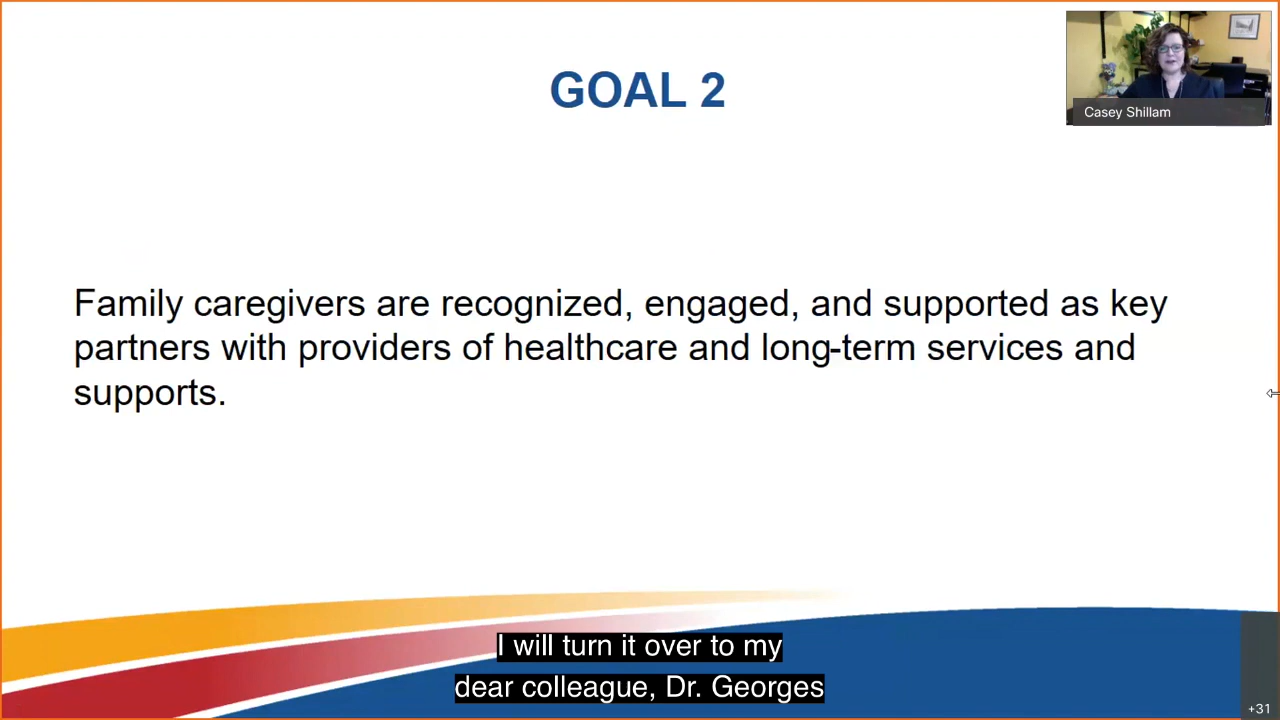 GOAL 2
Casey Shillam
Family caregivers are recognized, engaged, and supported as key
partners with providers of healthcare and long-term services and
supports.
I will turn it over to my
dear colleague, Dr. Georges
+31